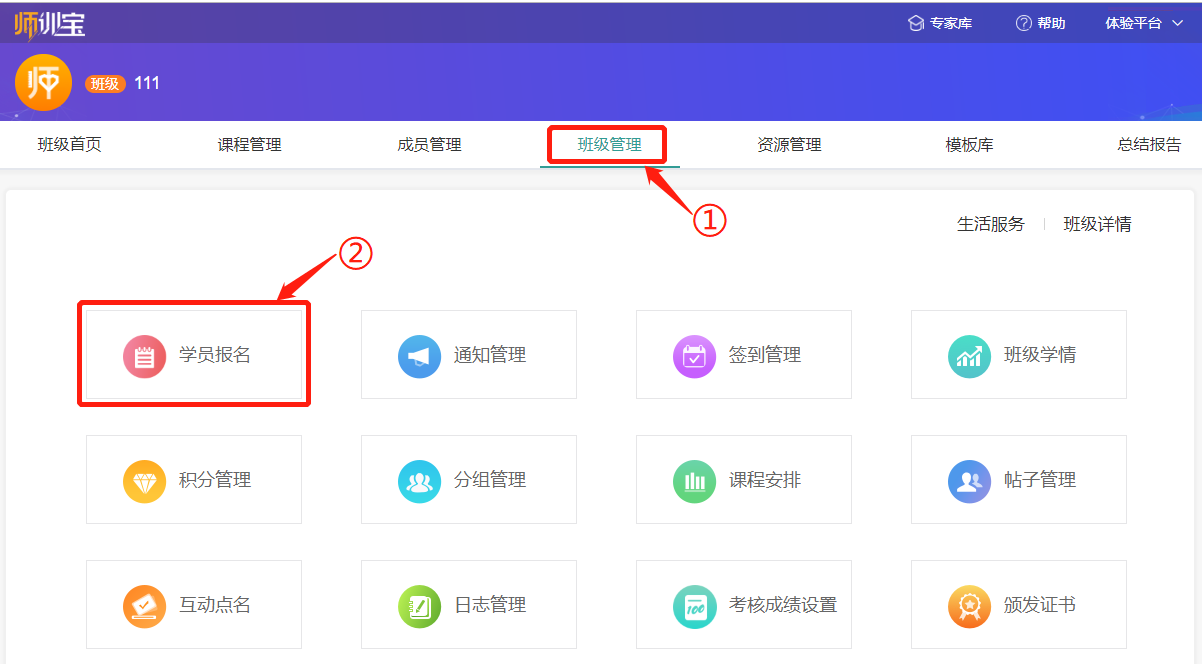 师训宝
专家库 帮助 体验平台
师 班级 111
班级首页 课程管理 成员管理 班级管理 资源管理 模板库 总结报告
①
生活服务 班级详情
②
学员报名 通知管理 签到管理 班级学情
积分管理 分组管理 课程安排 帖子管理
互动点名 日志管理 100 考核成绩设置 颁发证书